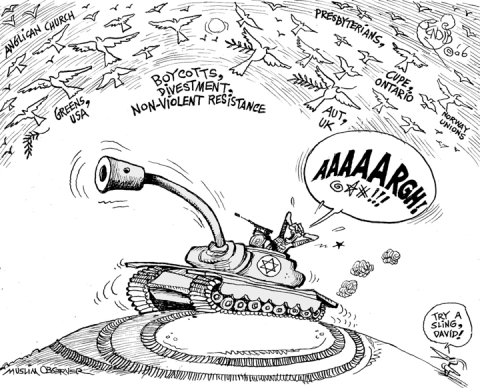 ANGLICAN CHURCH
PRESBYTERIANS,
©06
CUPE,
ONTARIO
BOYCOTTS,
DIVESTMENT.
NON-VIOLENT RESISTANCE
GREENS,
USA
AUT,
UK
NORWAY
UNIONS
AAAAARGH!
@#*!!!
TRY A
SLING,
DAVID!
MUSLIM OBSERVER